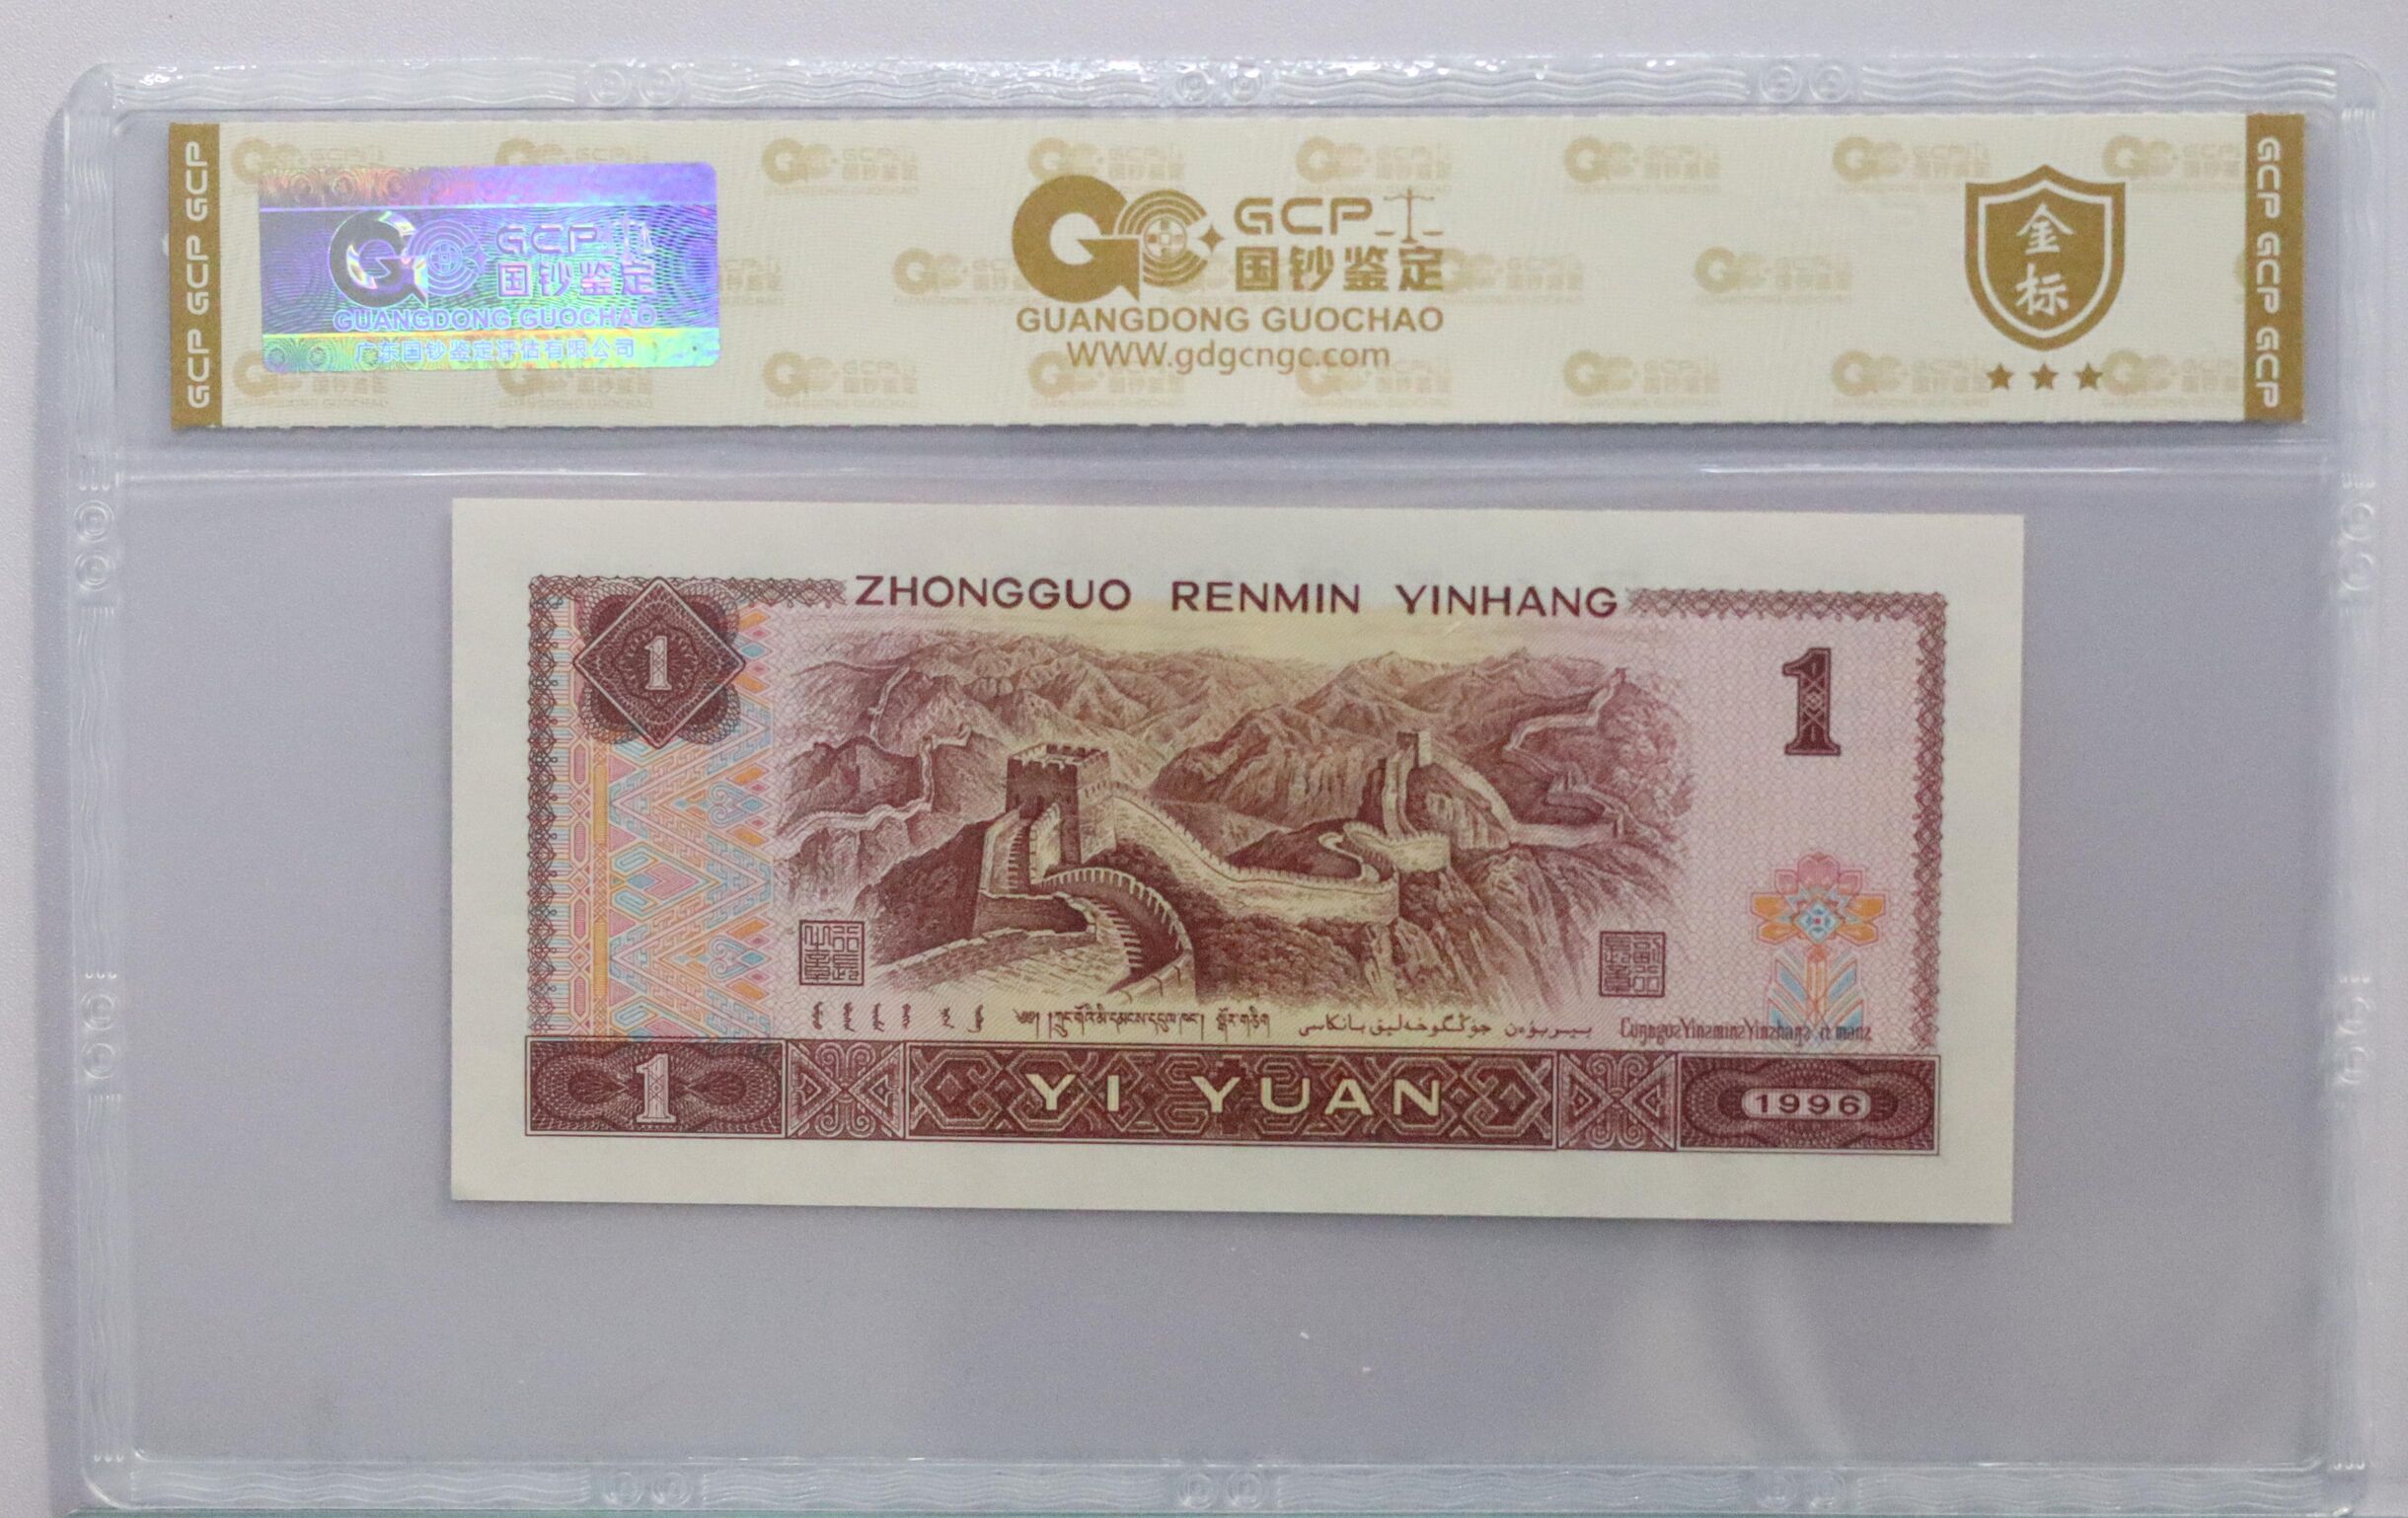 GCP GCP GCP
GCP
国钞鉴定
GUANGDONG GUOCHAO
广东国钞鉴定评估有限公司
GCP
国钞鉴定
GUANGDONG GUOCHAO
WWW.gdgcngc.com
金
标
GCP GCP GCP
ZHONGGUO RENMIN YINHANG
1
1
1
YI YUAN
1996